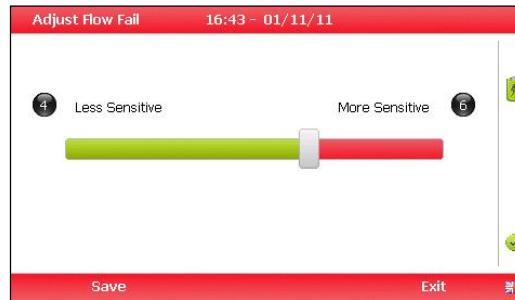 Adjust Flow Fail 16:43 - 01/11/11
4 Less Sensitive More Sensitive 6
Save Exit